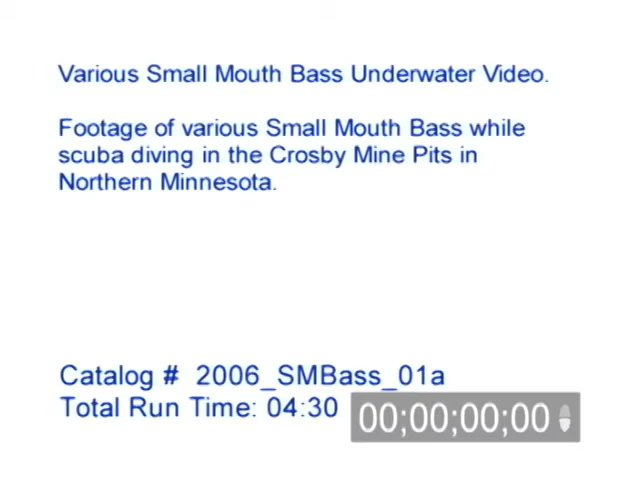 Various Small Mouth Bass Underwater Video.
Footage of various Small Mouth Bass while
scuba diving in the Crosby Mine Pits in
Northern Minnesota.
Catalog #  2006_SMBass_01a
Total Run Time: 04:30
00;00;00;00